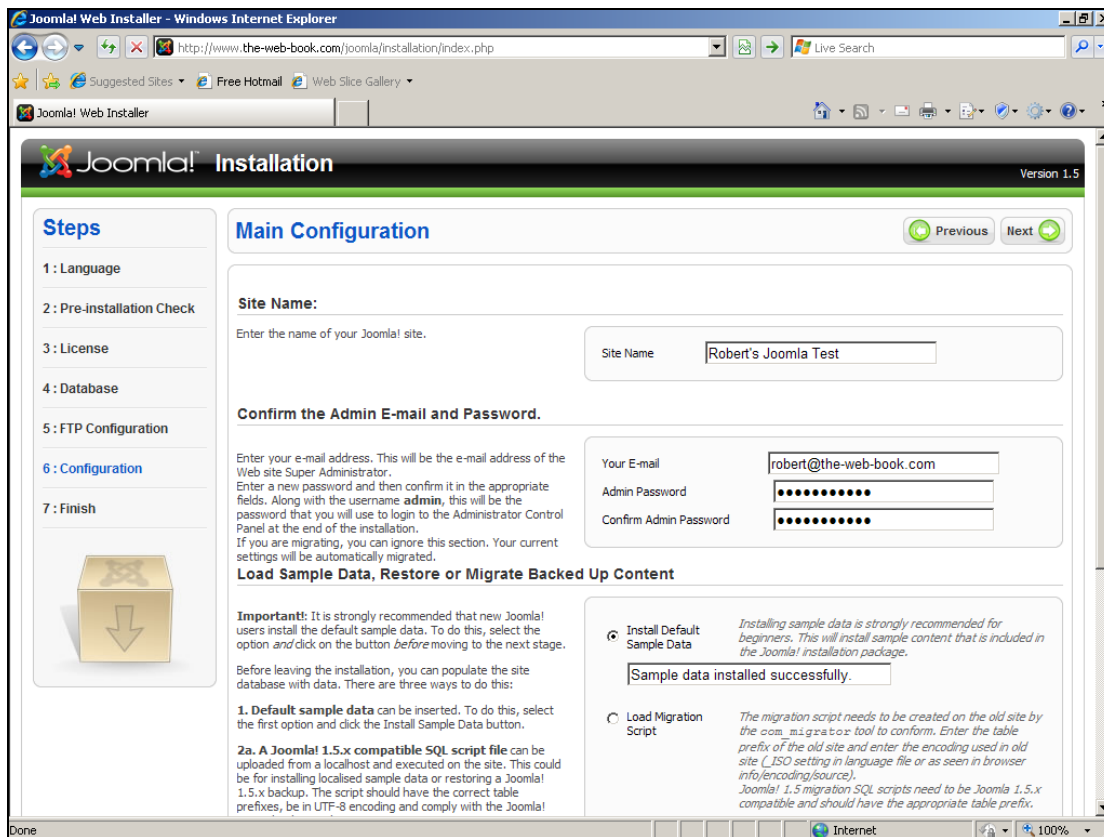 Joomla! Web Installer - Windows Internet Explorer
http://www.the-web-book.com/joomla/installation/index.php
Live Search
Suggested Sites
Free Hotmail
Web Slice Gallery
Joomla! Web Installer
Joomla! Installation
Version 1.5
Steps
1 : Language
2 : Pre-installation Check
3 : License
4 : Database
5 : FTP Configuration
6 : Configuration
7 : Finish
Main Configuration
Previous
Next
Site Name:
Enter the name of your Joomla! site.
Site Name
Robert's Joomla Test
Confirm the Admin E-mail and Password.
Enter your e-mail address. This will be the e-mail address of the
Web site Super Administrator.
Enter a new password and then confirm it in the appropriate
fields. Along with the username admin, this will be the
password that you will use to login to the Administrator Control
Panel at the end of the installation.
If you are migrating, you can ignore this section. Your current
settings will be automatically migrated.
Your E-mail
robert@the-web-book.com
Admin Password
●●●●●●●●●●●
Confirm Admin Password
●●●●●●●●●●●
Load Sample Data, Restore or Migrate Backed Up Content
Important!: It is strongly recommended that new Joomla!
users install the default sample data. To do this, select the
option and click on the button before moving to the next stage.
Before leaving the installation, you can populate the site
database with data. There are three ways to do this:
1. Default sample data can be inserted. To do this, select
the first option and click the Install Sample Data button.
2a. A Joomla! 1.5.x compatible SQL script file can be
uploaded from a localhost and executed on the site. This could
be for installing localised sample data or restoring a Joomla!
1.5.x backup. The script should have the correct table
prefixes, be in UTF-8 encoding and comply with the Joomla!
Install Default
Sample Data
Installing sample data is strongly recommended for
beginners. This will install sample content that is included in
the Joomla! installation package.
Sample data installed successfully.
Load Migration
Script
The migration script needs to be created on the old site by
the com_migrator tool to conform. Enter the table
prefix of the old site and enter the encoding used in old
site (_ISO setting in language file or as seen in browser
info/encoding/source).
Joomla! 1.5 migration SQL scripts need to be Joomla 1.5.x
compatible and should have the appropriate table prefix.
Done
Internet
100%